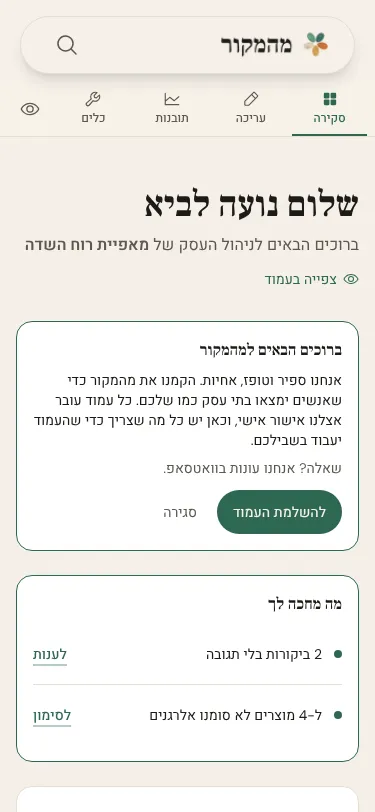 מהמקור
סקירה
עריכה
תובנות
כלים
שלום נועה לביא
ברוכים הבאים לניהול העסק של מאפיית רוח השדה
צפייה בעמוד
ברוכים הבאים למהמקור
אנחנו ספיר וטופז, אחיות. הקמנו את מהמקור כדי
שאנשים ימצאו בתי עסק כמו שלכם. כל עמוד עובר
אצלנו אישור אישי, וכאן יש כל מה שצריך כדי שהעמוד
יעבוד בשבילכם.
שאלה? אנחנו עונות בוואטסאפ.
להשלמת העמוד
סגירה
מה מחכה לך
2 ביקורות בלי תגובה
לענות
ל-4 מוצרים לא סומנו אלרגנים
לסימון